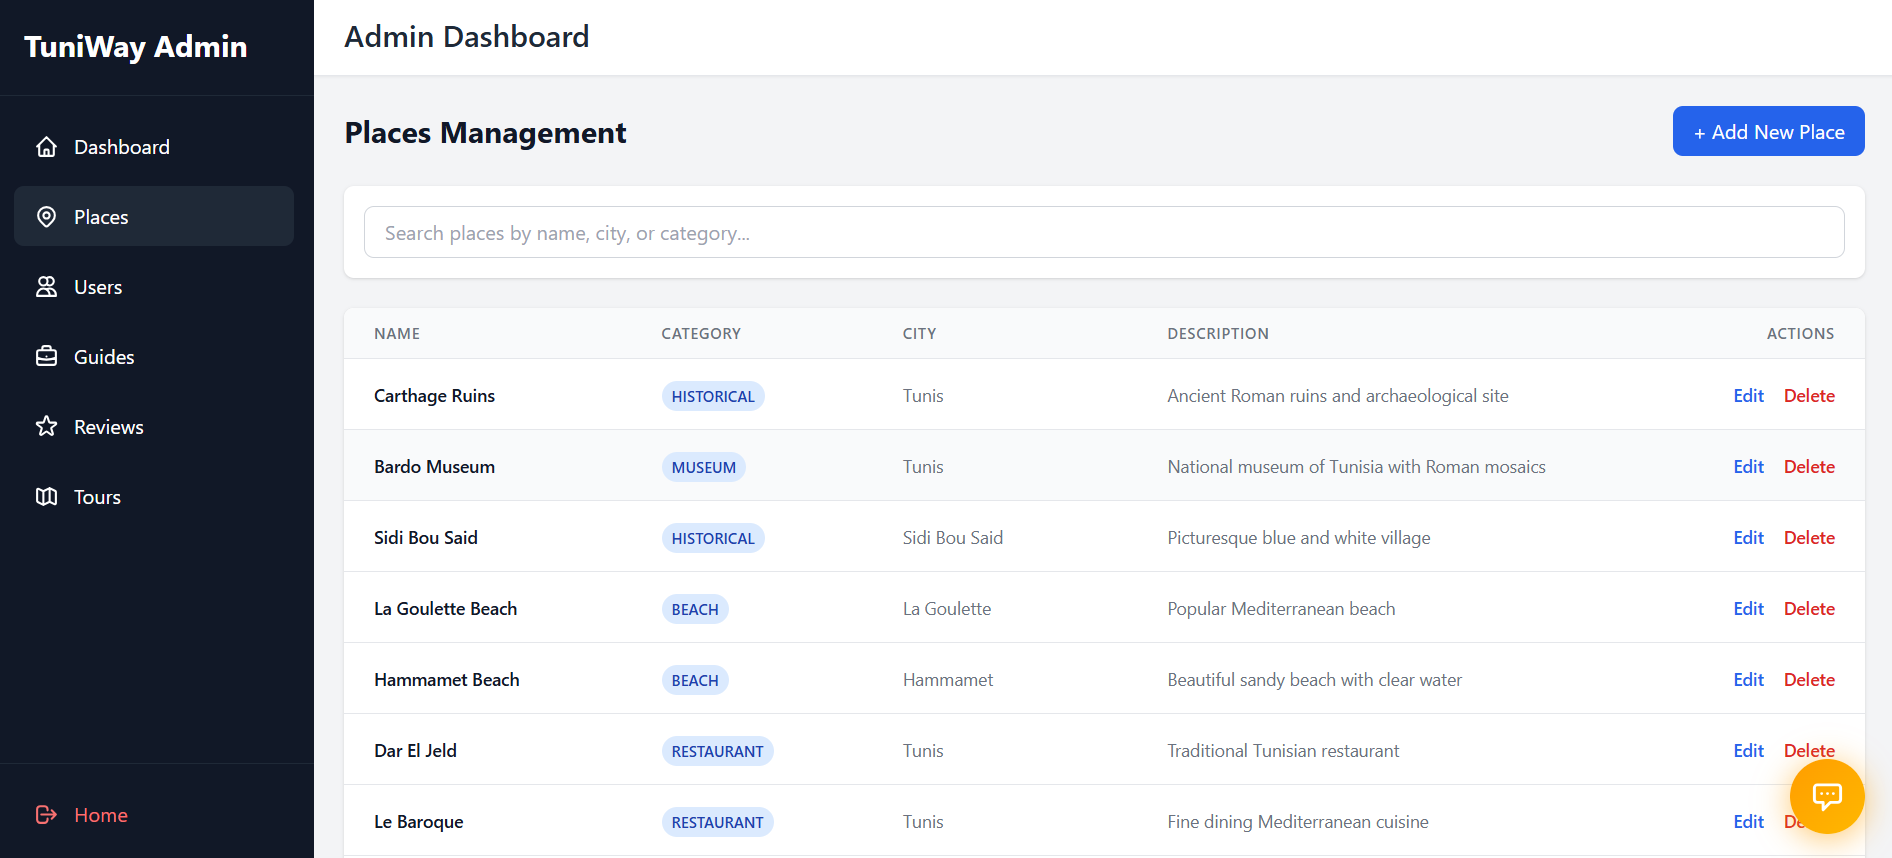 TuniWay Admin
Dashboard
Places
Users
Guides
Reviews
Tours
Home
Admin Dashboard
Places Management
+ Add New Place
Search places by name, city, or category...
NAME CATEGORY CITY DESCRIPTION ACTIONS
Carthage Ruins HISTORICAL Tunis Ancient Roman ruins and archaeological site Edit Delete
Bardo Museum MUSEUM Tunis National museum of Tunisia with Roman mosaics Edit Delete
Sidi Bou Said HISTORICAL Sidi Bou Said Picturesque blue and white village Edit Delete
La Goulette Beach BEACH La Goulette Popular Mediterranean beach Edit Delete
Hammamet Beach BEACH Hammamet Beautiful sandy beach with clear water Edit Delete
Dar El Jeld RESTAURANT Tunis Traditional Tunisian restaurant Edit Delete
Le Baroque RESTAURANT Tunis Fine dining Mediterranean cuisine Edit